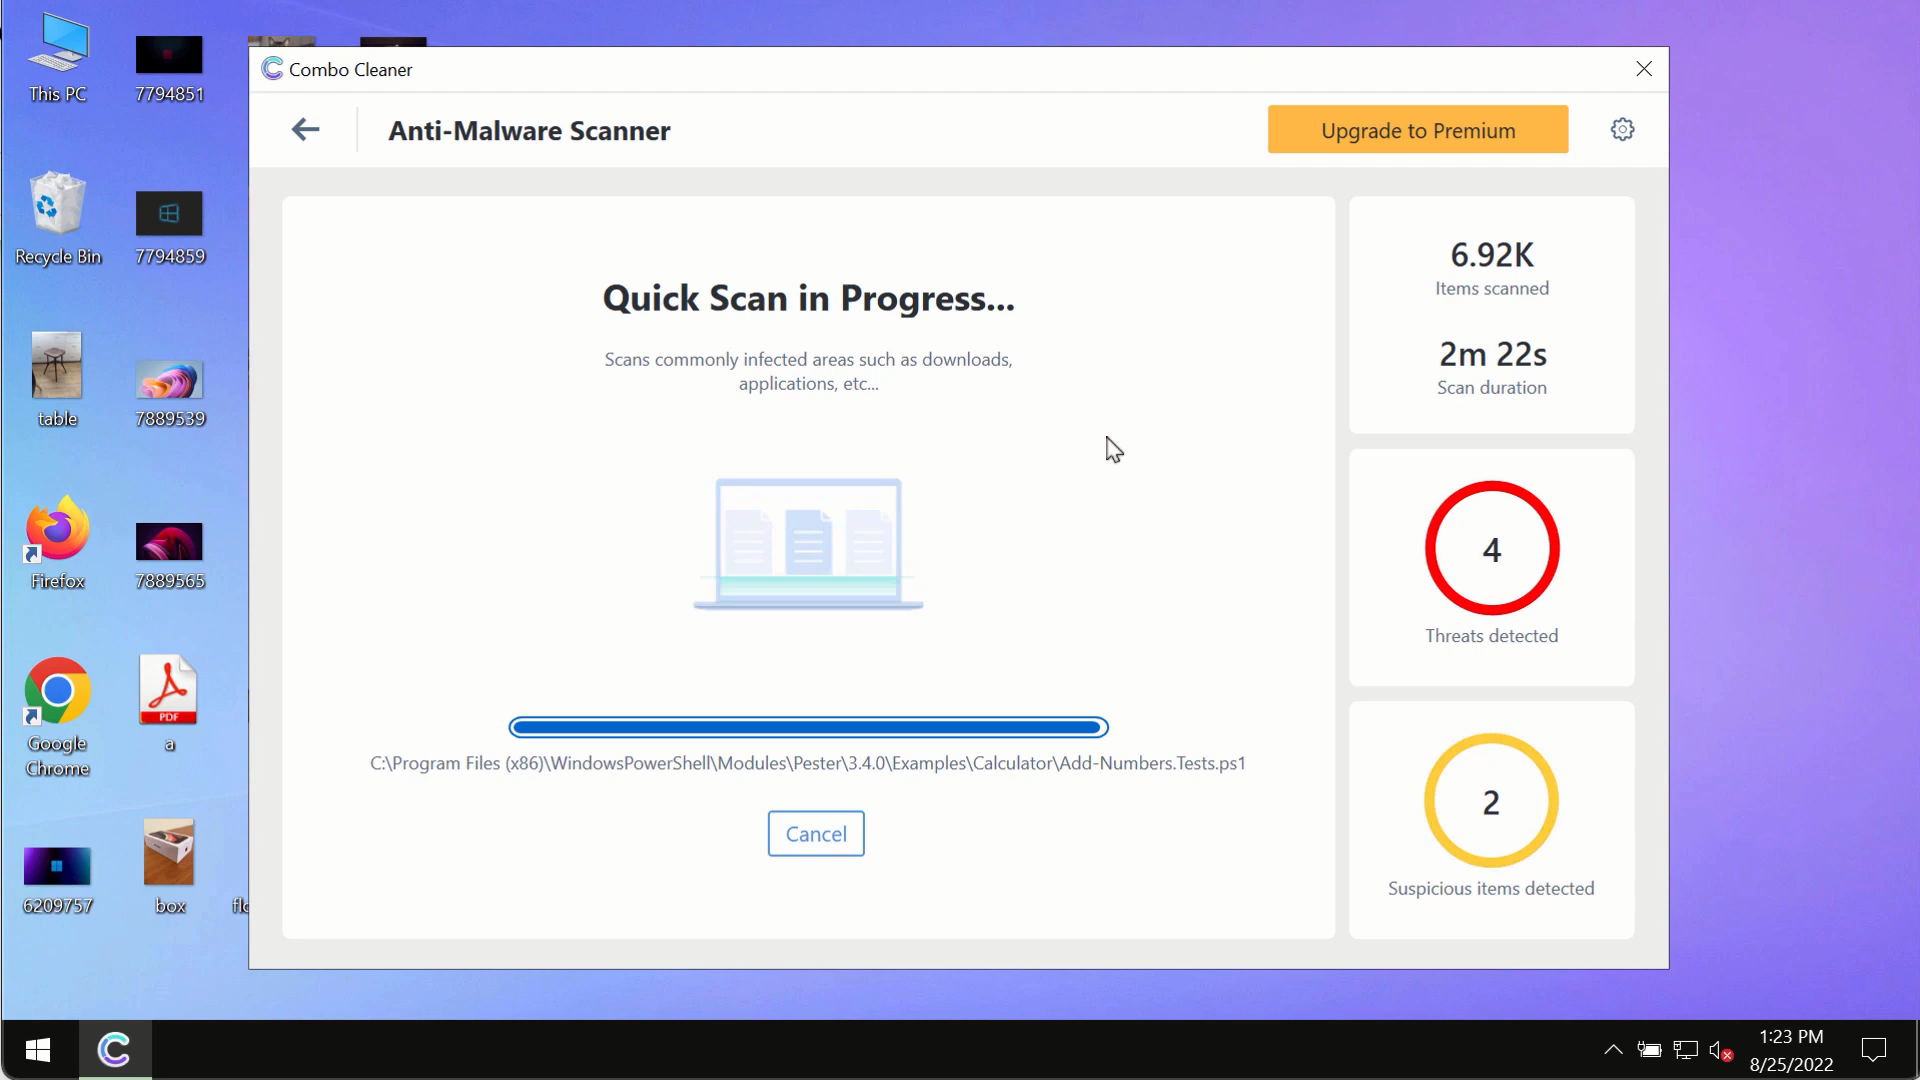 This PC
7794851
Recycle Bin
7794859
table
7889539
Firefox
7889565
Google
Chrome
PDF
a
6209757
box
Combo Cleaner
Anti-Malware Scanner
Upgrade to Premium
Quick Scan in Progress...
Scans commonly infected areas such as downloads,
applications, etc...
C:\Program Files (x86)\WindowsPowerShell\Modules\Pester\3.4.0\Examples\Calculator\Add-Numbers.Tests.ps1
Cancel
6.92K
Items scanned
2m 22s
Scan duration
4
Threats detected
2
Suspicious items detected
1:23 PM
8/25/2022